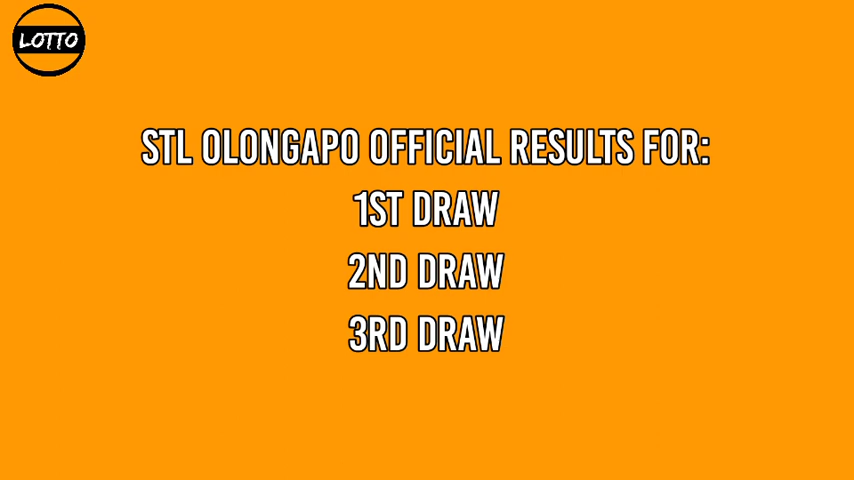 LOTTO
STL OLONGAPO OFFICIAL RESULTS FOR:
1ST DRAW
2ND DRAW
3RD DRAW